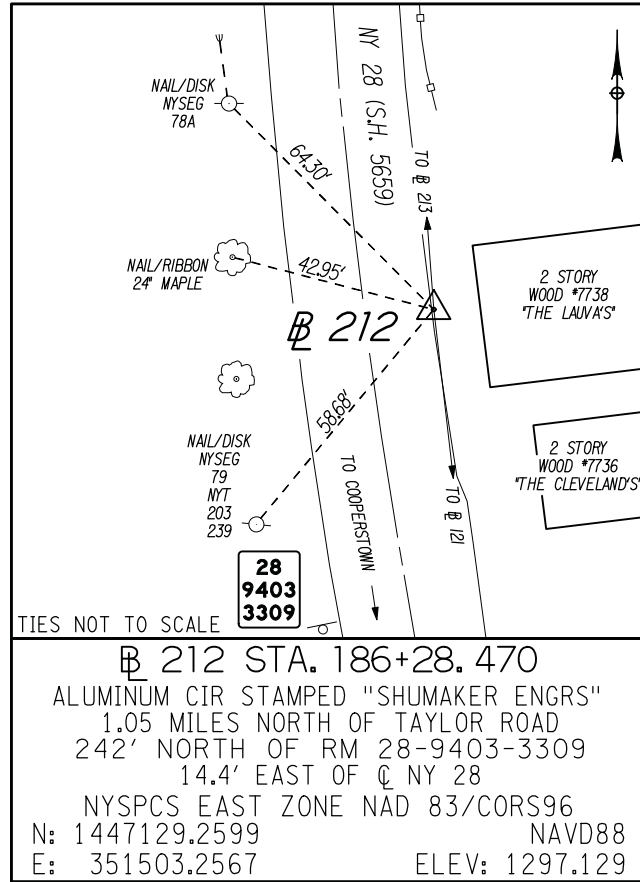 NY 28 (S.H. 5659)
NAIL/DISK
NYSEG
78A
64.30'
TO ⅊ 213
NAIL/RIBBON
24" MAPLE
42.95'
2 STORY
WOOD #7738
"THE LAUVA'S"
BL 212
58.68'
NAIL/DISK
NYSEG
79
NYT
203
239
TO COOPERSTOWN
TO BL 121
2 STORY
WOOD #7736
"THE CLEVELAND'S"
28
9403
3309
TIES NOT TO SCALE
BL 212 STA. 186+28.470
ALUMINUM CIR STAMPED "SHUMAKER ENGRS"
1.05 MILES NORTH OF TAYLOR ROAD
242' NORTH OF RM 28-9403-3309
14.4' EAST OF ℄ NY 28
NYSPCS EAST ZONE NAD 83/CORS96
N: 1447129.2599 NAVD88
E: 351503.2567 ELEV: 1297.129